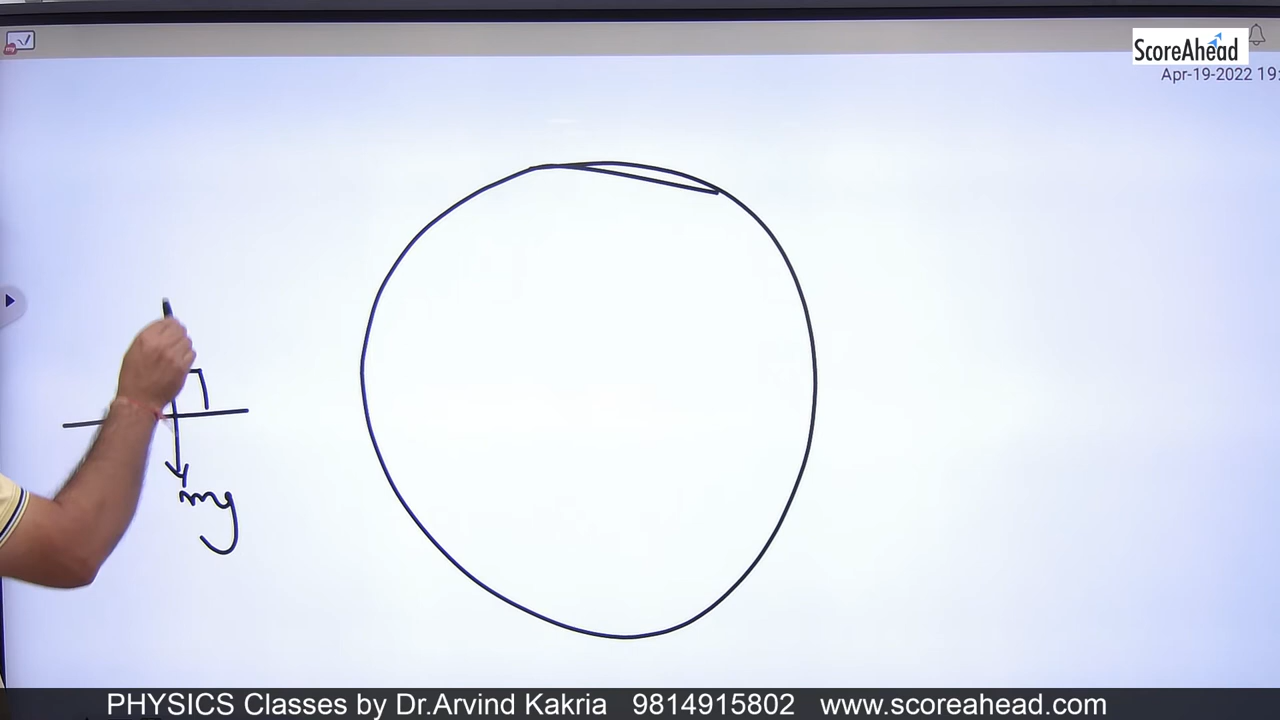 ScoreAhead
Apr-19-2022 19:
mg
PHYSICS Classes by Dr.Arvind Kakria 9814915802 www.scoreahead.com